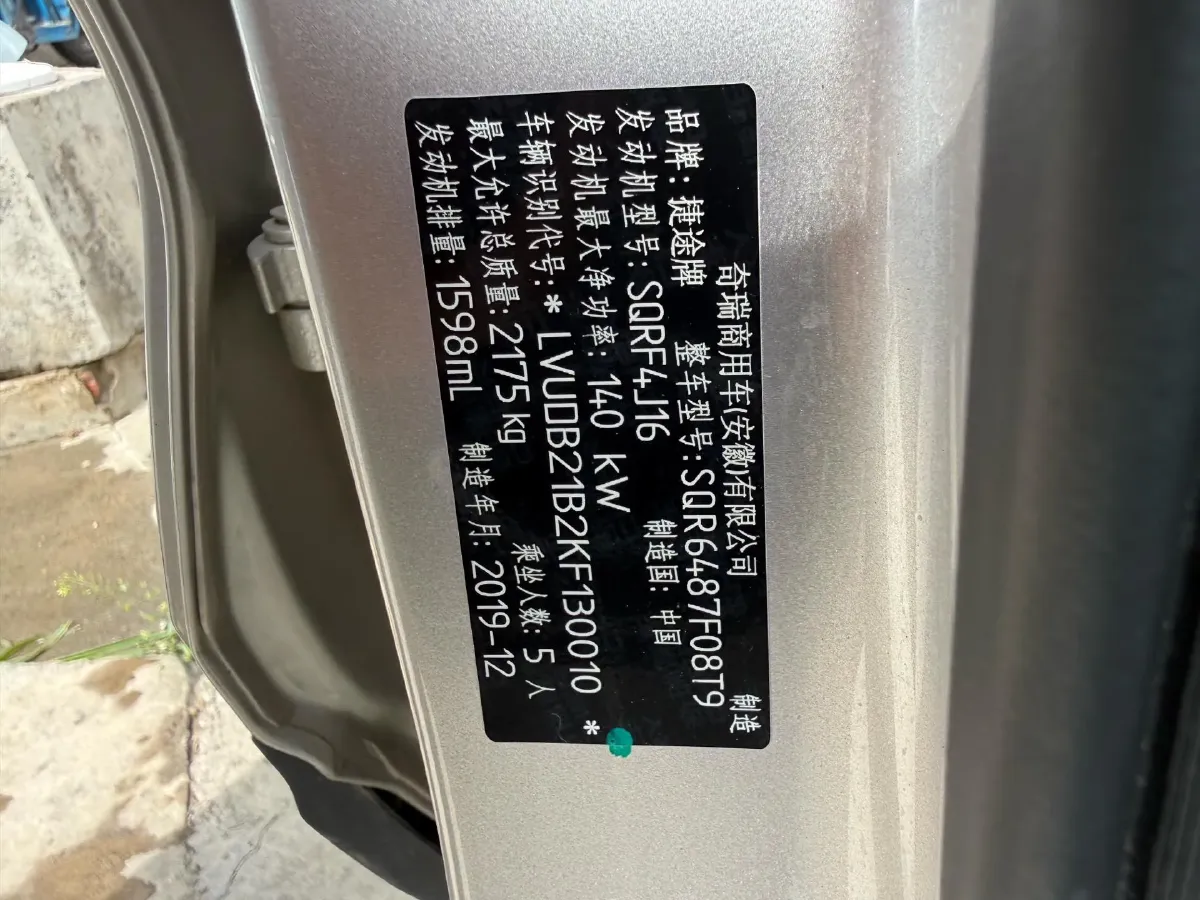 奇瑞商用车(安徽)有限公司 制造
品牌：捷途牌 整车型号：SQR6487F08T9
发动机型号：SQRF4J16 制造国：中国
发动机最大净功率：140 kW
车辆识别代号：*LVUDB21B2KF130010*
最大允许总质量：2175kg 乘坐人数：5 人
发动机排量：1598mL 制造年月：2019-12